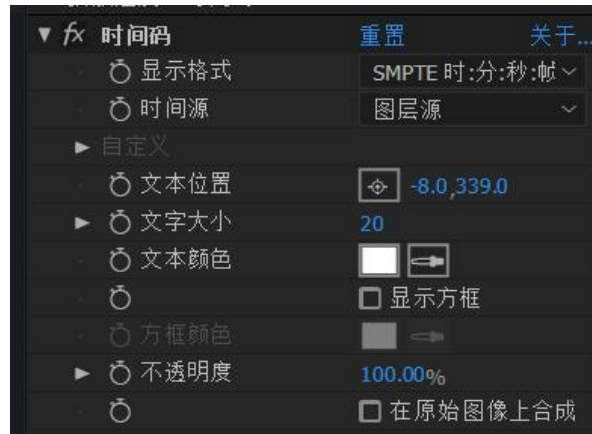 fx 时间码 重置 关于...
显示格式 SMPTE 时:分:秒:帧
时间源 图层源
自定义
文本位置 -8.0,339.0
文字大小 20
文本颜色
显示方框
方框颜色
不透明度 100.00%
在原始图像上合成